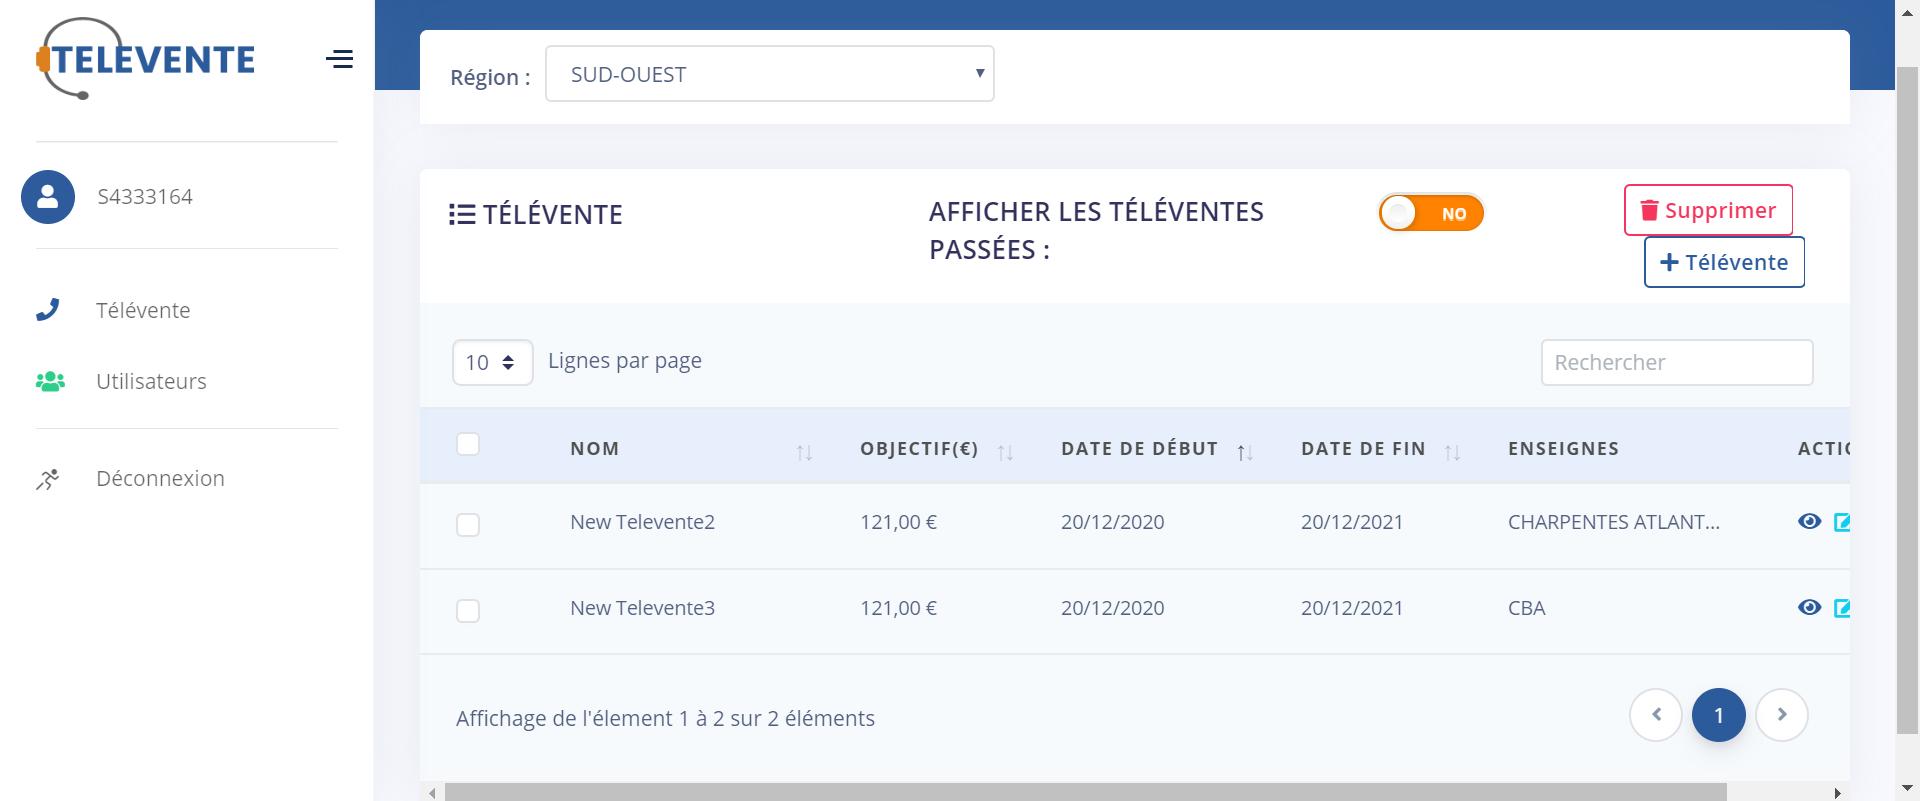 TELEVENTE
S4333164
Télévente
Utilisateurs
Déconnexion
Région : SUD-OUEST
TÉLÉVENTE
AFFICHER LES TÉLÉVENTES
PASSÉES :
NO
Supprimer
Télévente
10 Lignes par page
Rechercher
NOM OBJECTIF(€) DATE DE DÉBUT DATE DE FIN ENSEIGNES ACTIC
New Televente2 121,00 € 20/12/2020 20/12/2021 CHARPENTES ATLANT...
New Televente3 121,00 € 20/12/2020 20/12/2021 CBA
Affichage de l'élement 1 à 2 sur 2 éléments
1